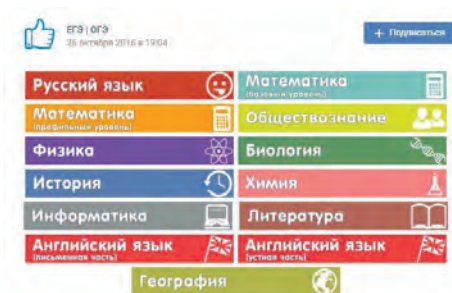 ЕГЭ | ОГЭ
26 октября 2016 в 19:04
+ Подписаться
Русский язык
Математика
(базовый уровень)
Математика
(профильный уровень)
Обществознание
Физика
Биология
История
Химия
Информатика
Литература
Английский язык
(письменная часть)
Английский язык
(устная часть)
География